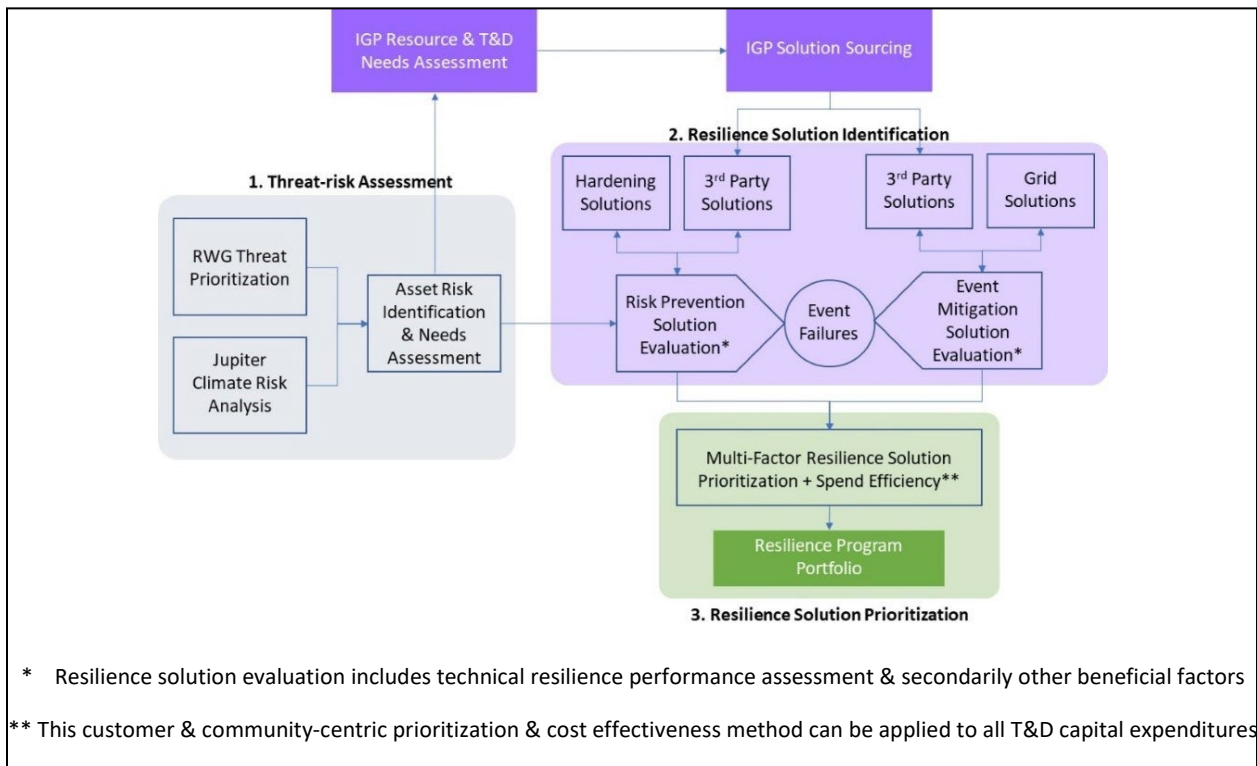 IGP Resource & T&D
Needs Assessment
IGP Solution Sourcing
2. Resilience Solution Identification
1. Threat-risk Assessment
Hardening
Solutions
3rd Party
Solutions
3rd Party
Solutions
Grid
Solutions
RWG Threat
Prioritization
Jupiter
Climate Risk
Analysis
Asset Risk
Identification
& Needs
Assessment
Risk Prevention
Solution
Evaluation*
Event
Failures
Event
Mitigation
Solution
Evaluation*
Multi-Factor Resilience Solution
Prioritization + Spend Efficiency**
Resilience Program
Portfolio
3. Resilience Solution Prioritization
* Resilience solution evaluation includes technical resilience performance assessment & secondarily other beneficial factors
** This customer & community-centric prioritization & cost effectiveness method can be applied to all T&D capital expenditures